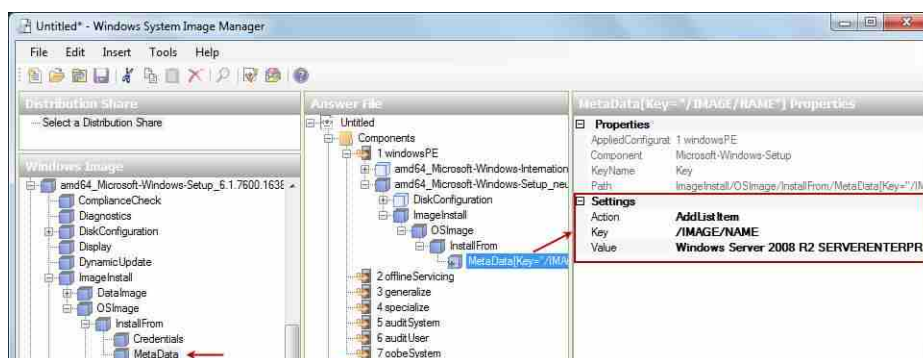 Untitled* - Windows System Image Manager
File Edit Insert Tools Help
Distribution Share
Select a Distribution Share
Windows Image
amd64_Microsoft-Windows-Setup_6.1.7600.1638
ComplianceCheck
Diagnostics
DiskConfiguration
Display
DynamicUpdate
ImageInstall
DataImage
OSImage
InstallFrom
Credentials
MetaData
Answer File
Untitled
Components
1 windowsPE
amd64_Microsoft-Windows-Internation
amd64_Microsoft-Windows-Setup_neu
DiskConfiguration
ImageInstall
OSImage
InstallFrom
MetaData[Key="/IMA
2 offlineServicing
3 generalize
4 specialize
5 auditSystem
6 auditUser
7 oobeSystem
MetaData[Key="/IMAGE/NAME"] Properties
Properties
AppliedConfigurat 1 windowsPE
Component Microsoft-Windows-Setup
KeyName Key
Path ImageInstall/OSImage/InstallFrom/MetaData[Key="/IM
Settings
Action AddListItem
Key /IMAGE/NAME
Value Windows Server 2008 R2 SERVERENTERPR